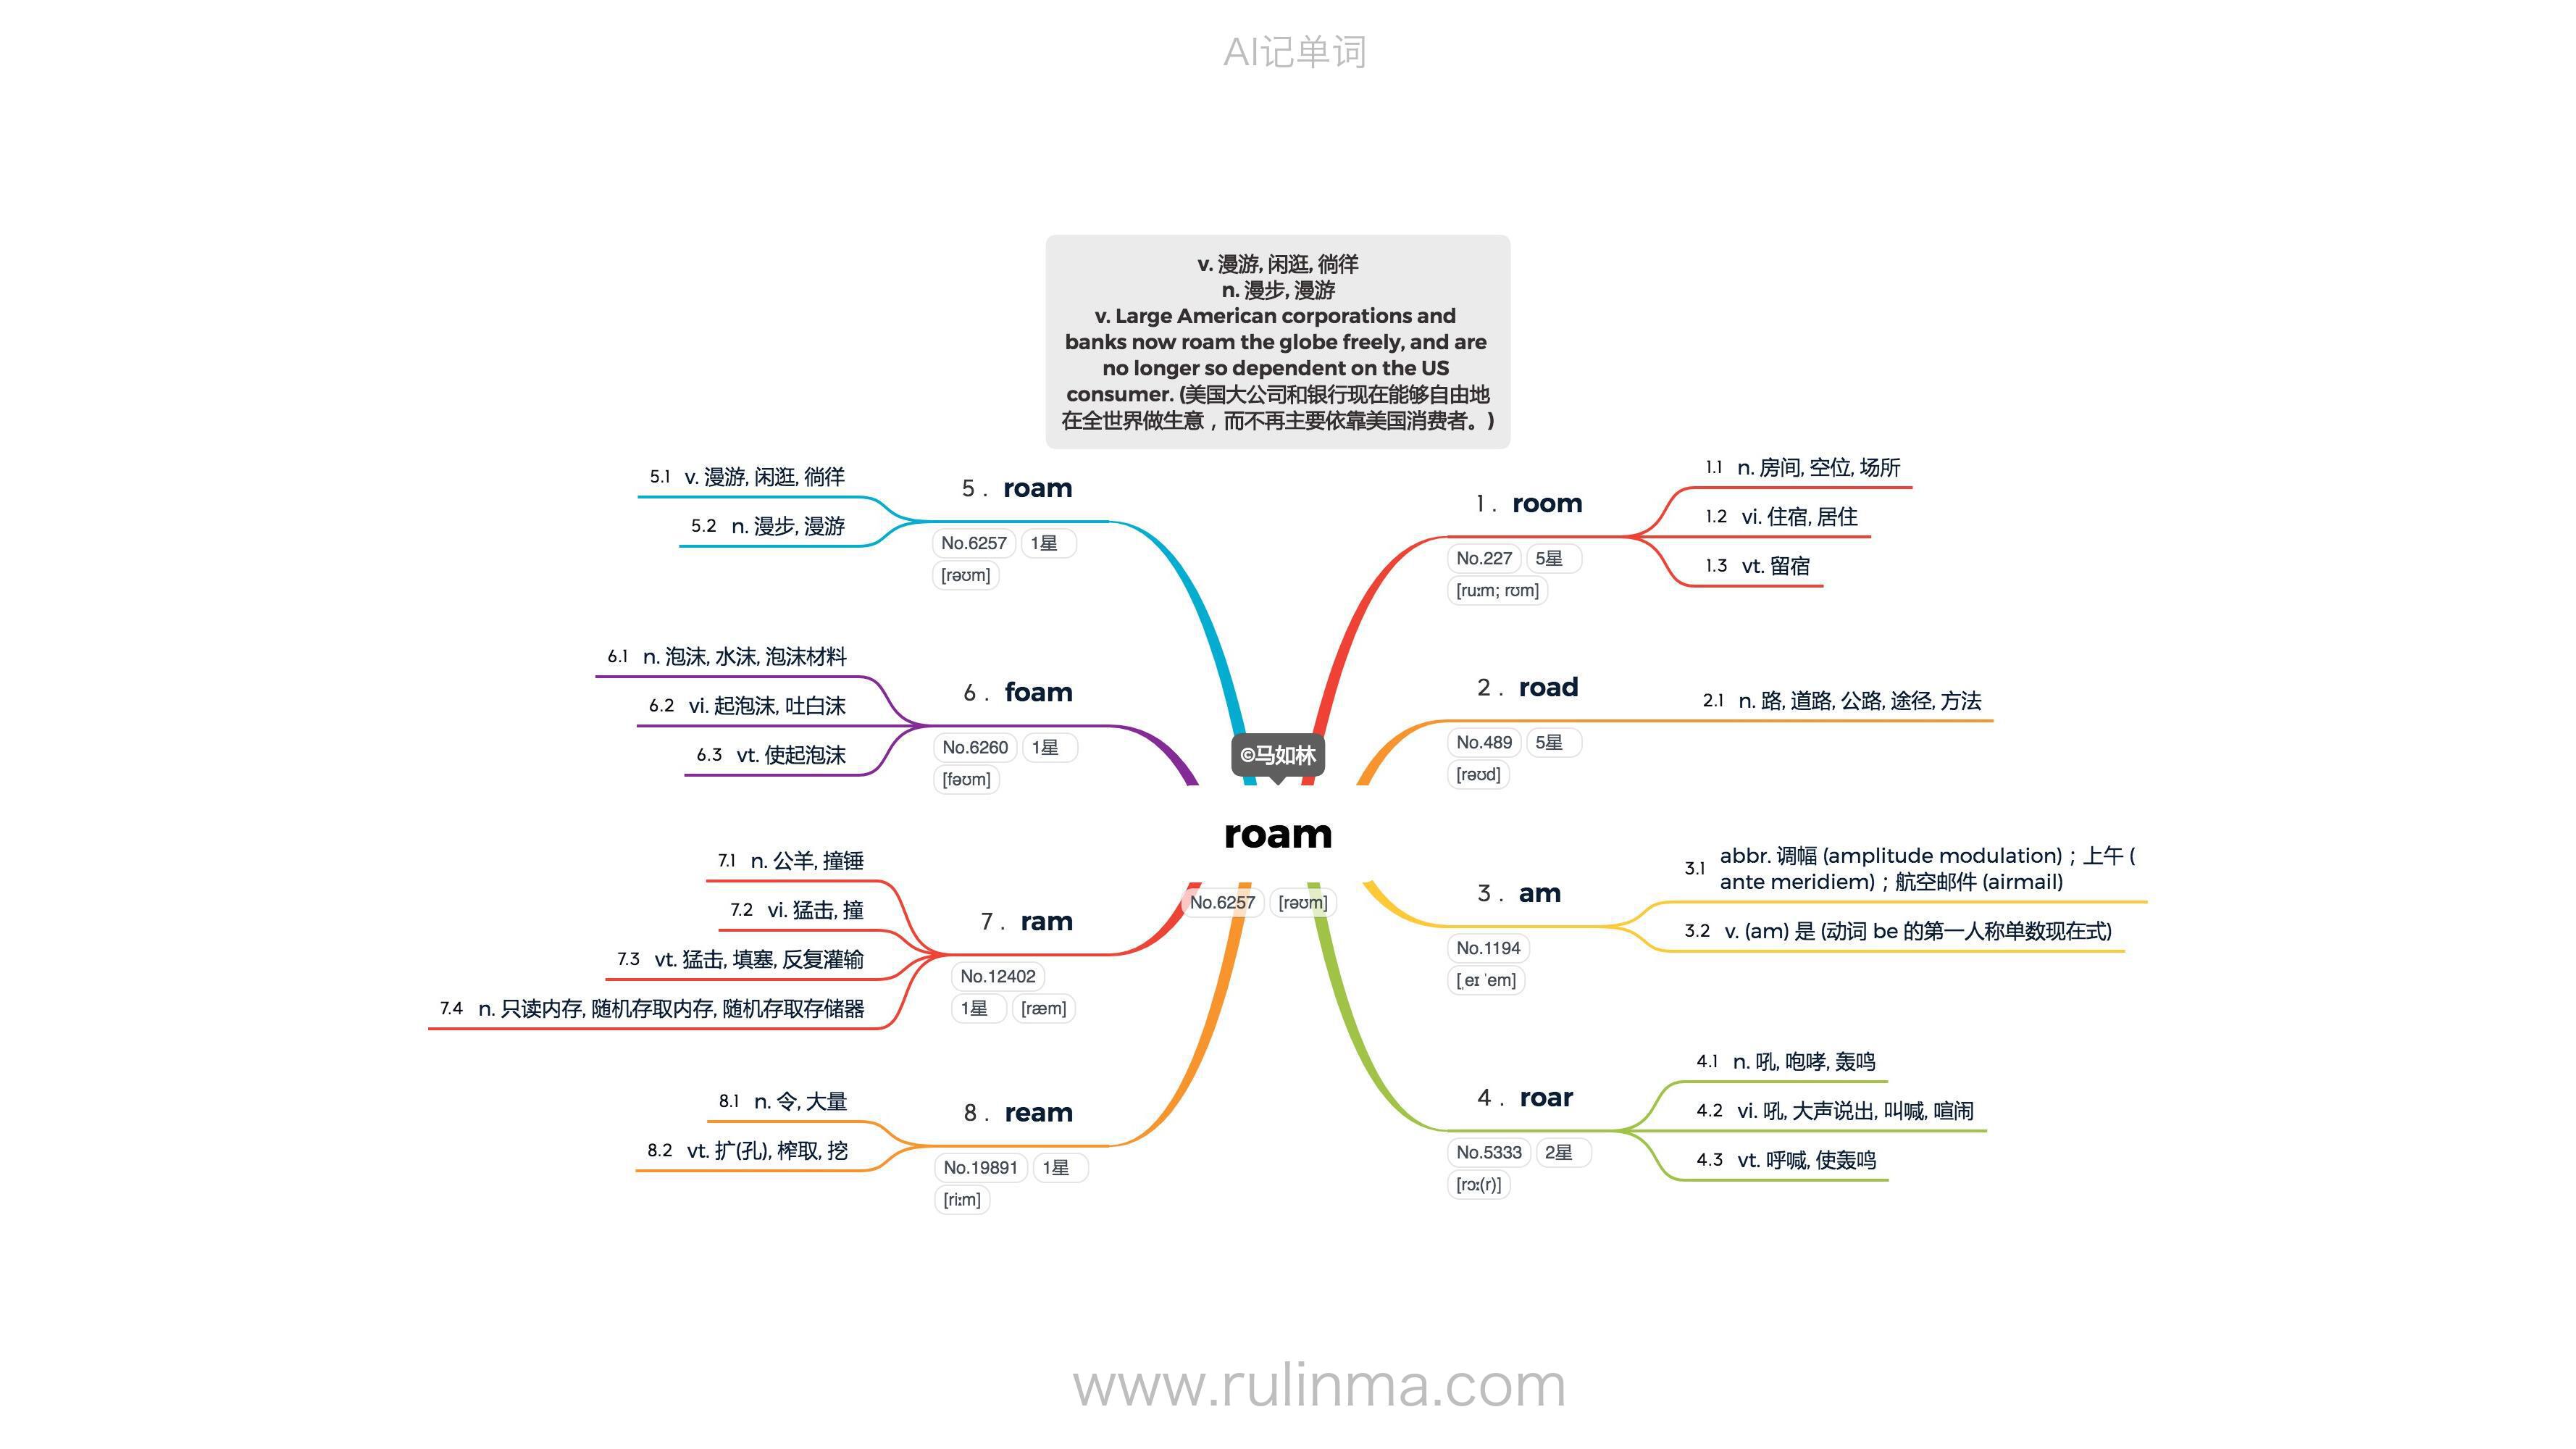 AI记单词
v. 漫游, 闲逛, 徜徉
n. 漫步, 漫游
v. Large American corporations and
banks now roam the globe freely, and are
no longer so dependent on the US
consumer. (美国大公司和银行现在能够自由地
在全世界做生意，而不再主要依靠美国消费者。)
©马如林
roam
No.6257 [rəʊm]
1. room
No.227 5星
[ruːm; rʊm]
1.1 n. 房间, 空位, 场所
1.2 vi. 住宿, 居住
1.3 vt. 留宿
2. road
No.489 5星
[rəʊd]
2.1 n. 路, 道路, 公路, 途径, 方法
3. am
No.1194
[ˌeɪ ˈem]
3.1 abbr. 调幅 (amplitude modulation)；上午 (
ante meridiem)；航空邮件 (airmail)
3.2 v. (am) 是 (动词 be 的第一人称单数现在式)
4. roar
No.5333 2星
[rɔː(r)]
4.1 n. 吼, 咆哮, 轰鸣
4.2 vi. 吼, 大声说出, 叫喊, 喧闹
4.3 vt. 呼喊, 使轰鸣
5. roam
No.6257 1星
[rəʊm]
5.1 v. 漫游, 闲逛, 徜徉
5.2 n. 漫步, 漫游
6. foam
No.6260 1星
[fəʊm]
6.1 n. 泡沫, 水沫, 泡沫材料
6.2 vi. 起泡沫, 吐白沫
6.3 vt. 使起泡沫
7. ram
No.12402
1星 [ræm]
7.1 n. 公羊, 撞锤
7.2 vi. 猛击, 撞
7.3 vt. 猛击, 填塞, 反复灌输
7.4 n. 只读内存, 随机存取内存, 随机存取存储器
8. ream
No.19891 1星
[riːm]
8.1 n. 令, 大量
8.2 vt. 扩(孔), 榨取, 挖
www.rulinma.com